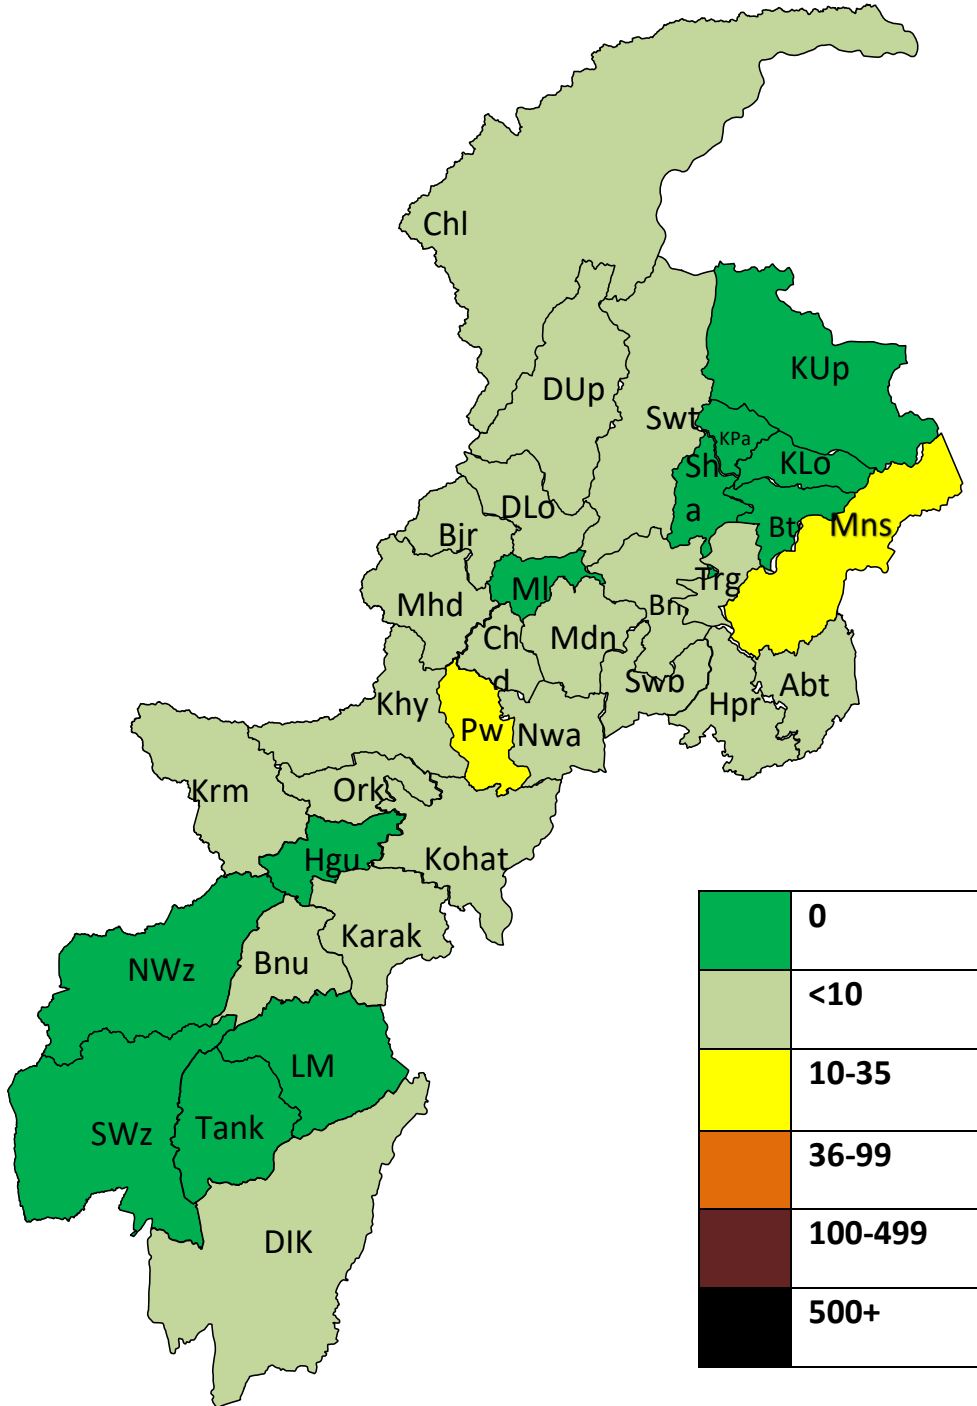 Chl
KUp
DUp
Swt
KPa
KLo
Sh
a
DLo
Bt
Mns
Bjr
Trg
Ml
Mhd
Bn
Ch
d
Mdn
Swb
Abt
Hpr
Khy
Pw
Nwa
Krm
Ork
Hgu
Kohat
Karak
NWz
Bnu
LM
SWz
Tank
DIK
0
<10
10-35
36-99
100-499
500+